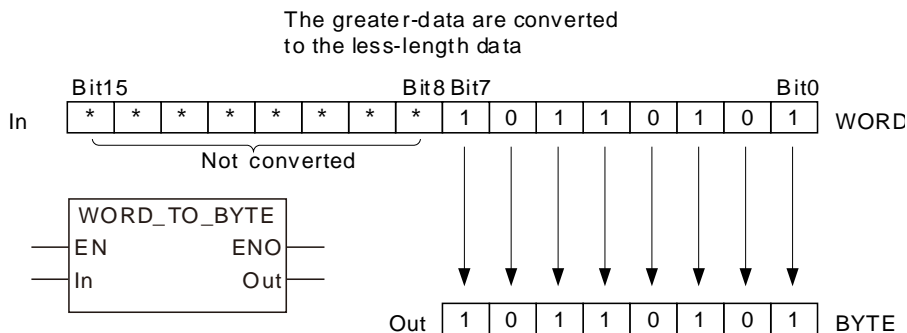 The greater-data are converted
to the less-length data
Bit15 Bit8 Bit7 Bit0
In * * * * * * * * 1 0 1 1 0 1 0 1 WORD
Not converted
WORD_TO_BYTE
EN ENO
In Out
Out 1 0 1 1 0 1 0 1 BYTE